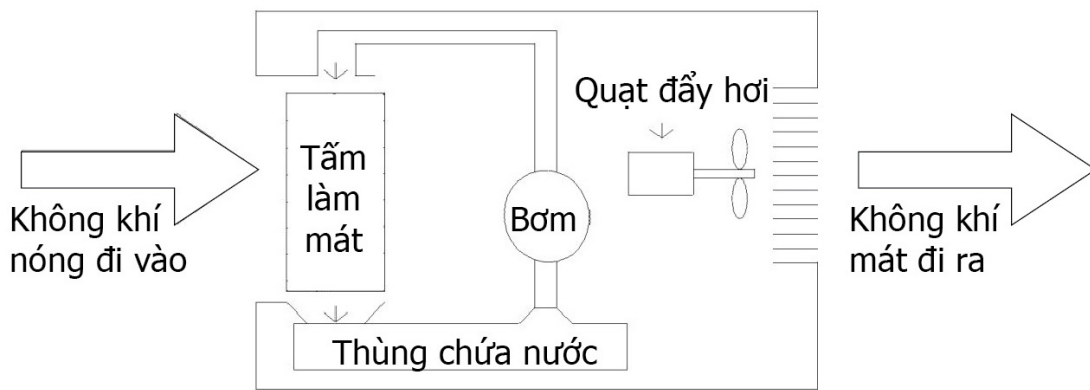 Không khí
nóng đi vào
Tấm
làm
mát
Bơm
Thùng chứa nước
Quạt đẩy hơi
Không khí
mát đi ra